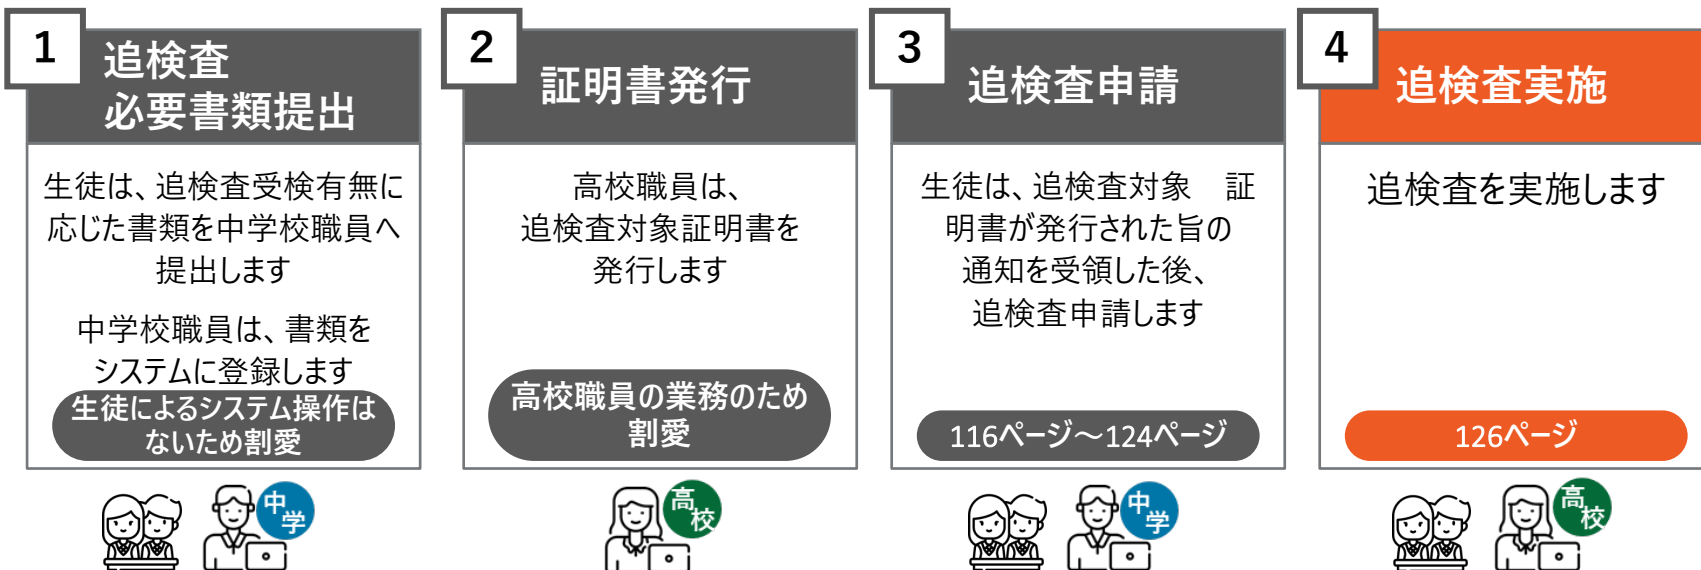 1
追検査
必要書類提出
生徒は、追検査受検有無に
応じた書類を中学校職員へ
提出します
中学校職員は、書類を
システムに登録します
生徒によるシステム操作は
ないため割愛
中学
2
証明書発行
高校職員は、
追検査対象証明書を
発行します
高校職員の業務のため
割愛
高校
3
追検査申請
生徒は、追検査対象　証
明書が発行された旨の
通知を受領した後、
追検査申請します
116ページ～124ページ
中学
4
追検査実施
追検査を実施します
126ページ
高校